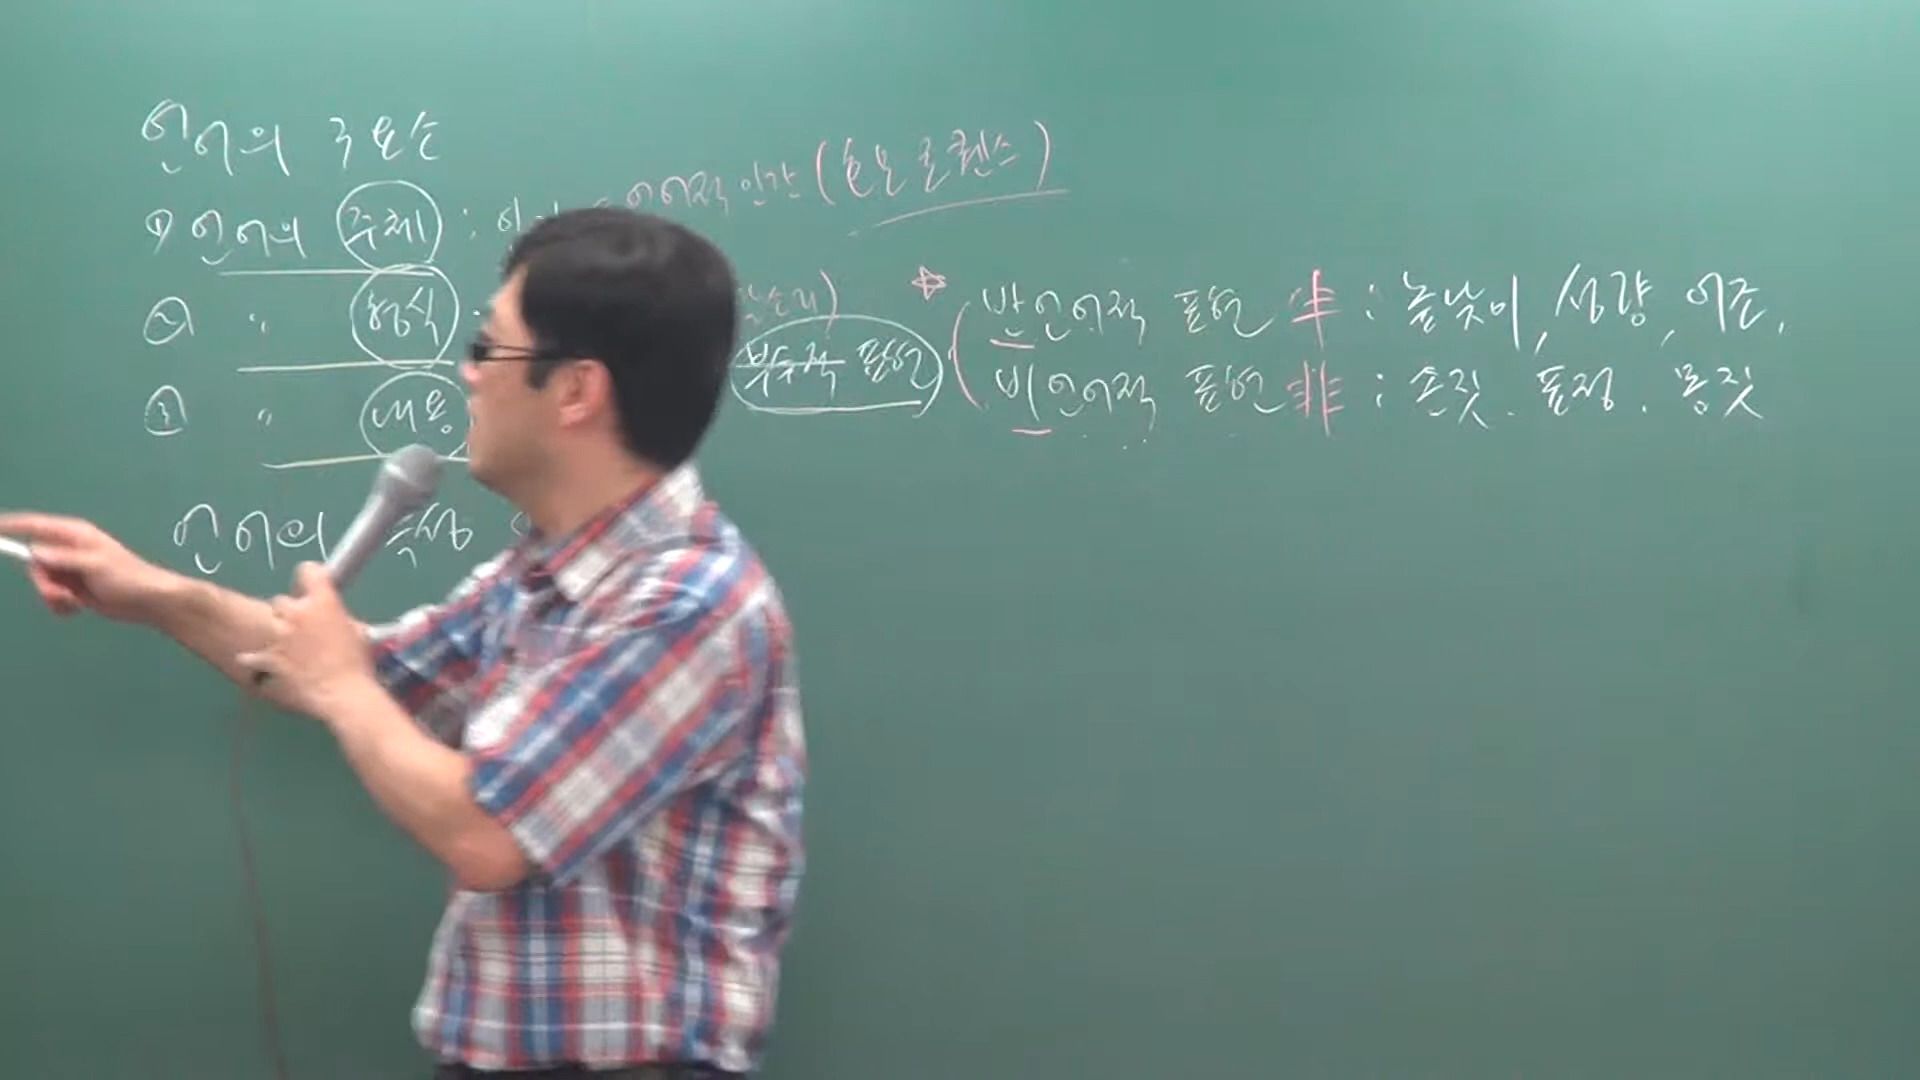 언어의 구 요소
① 언어의 주체 : 언어적 인간 (호모 로퀜스)
② 〃 형식 : 말소리)
☆ 부수적 표현 ( 반언어적 표현 半 : 높낮이, 성량, 어조,
비언어적 표현 非 : 손짓. 표정. 몸짓
③ 〃 내용
언어의 특성